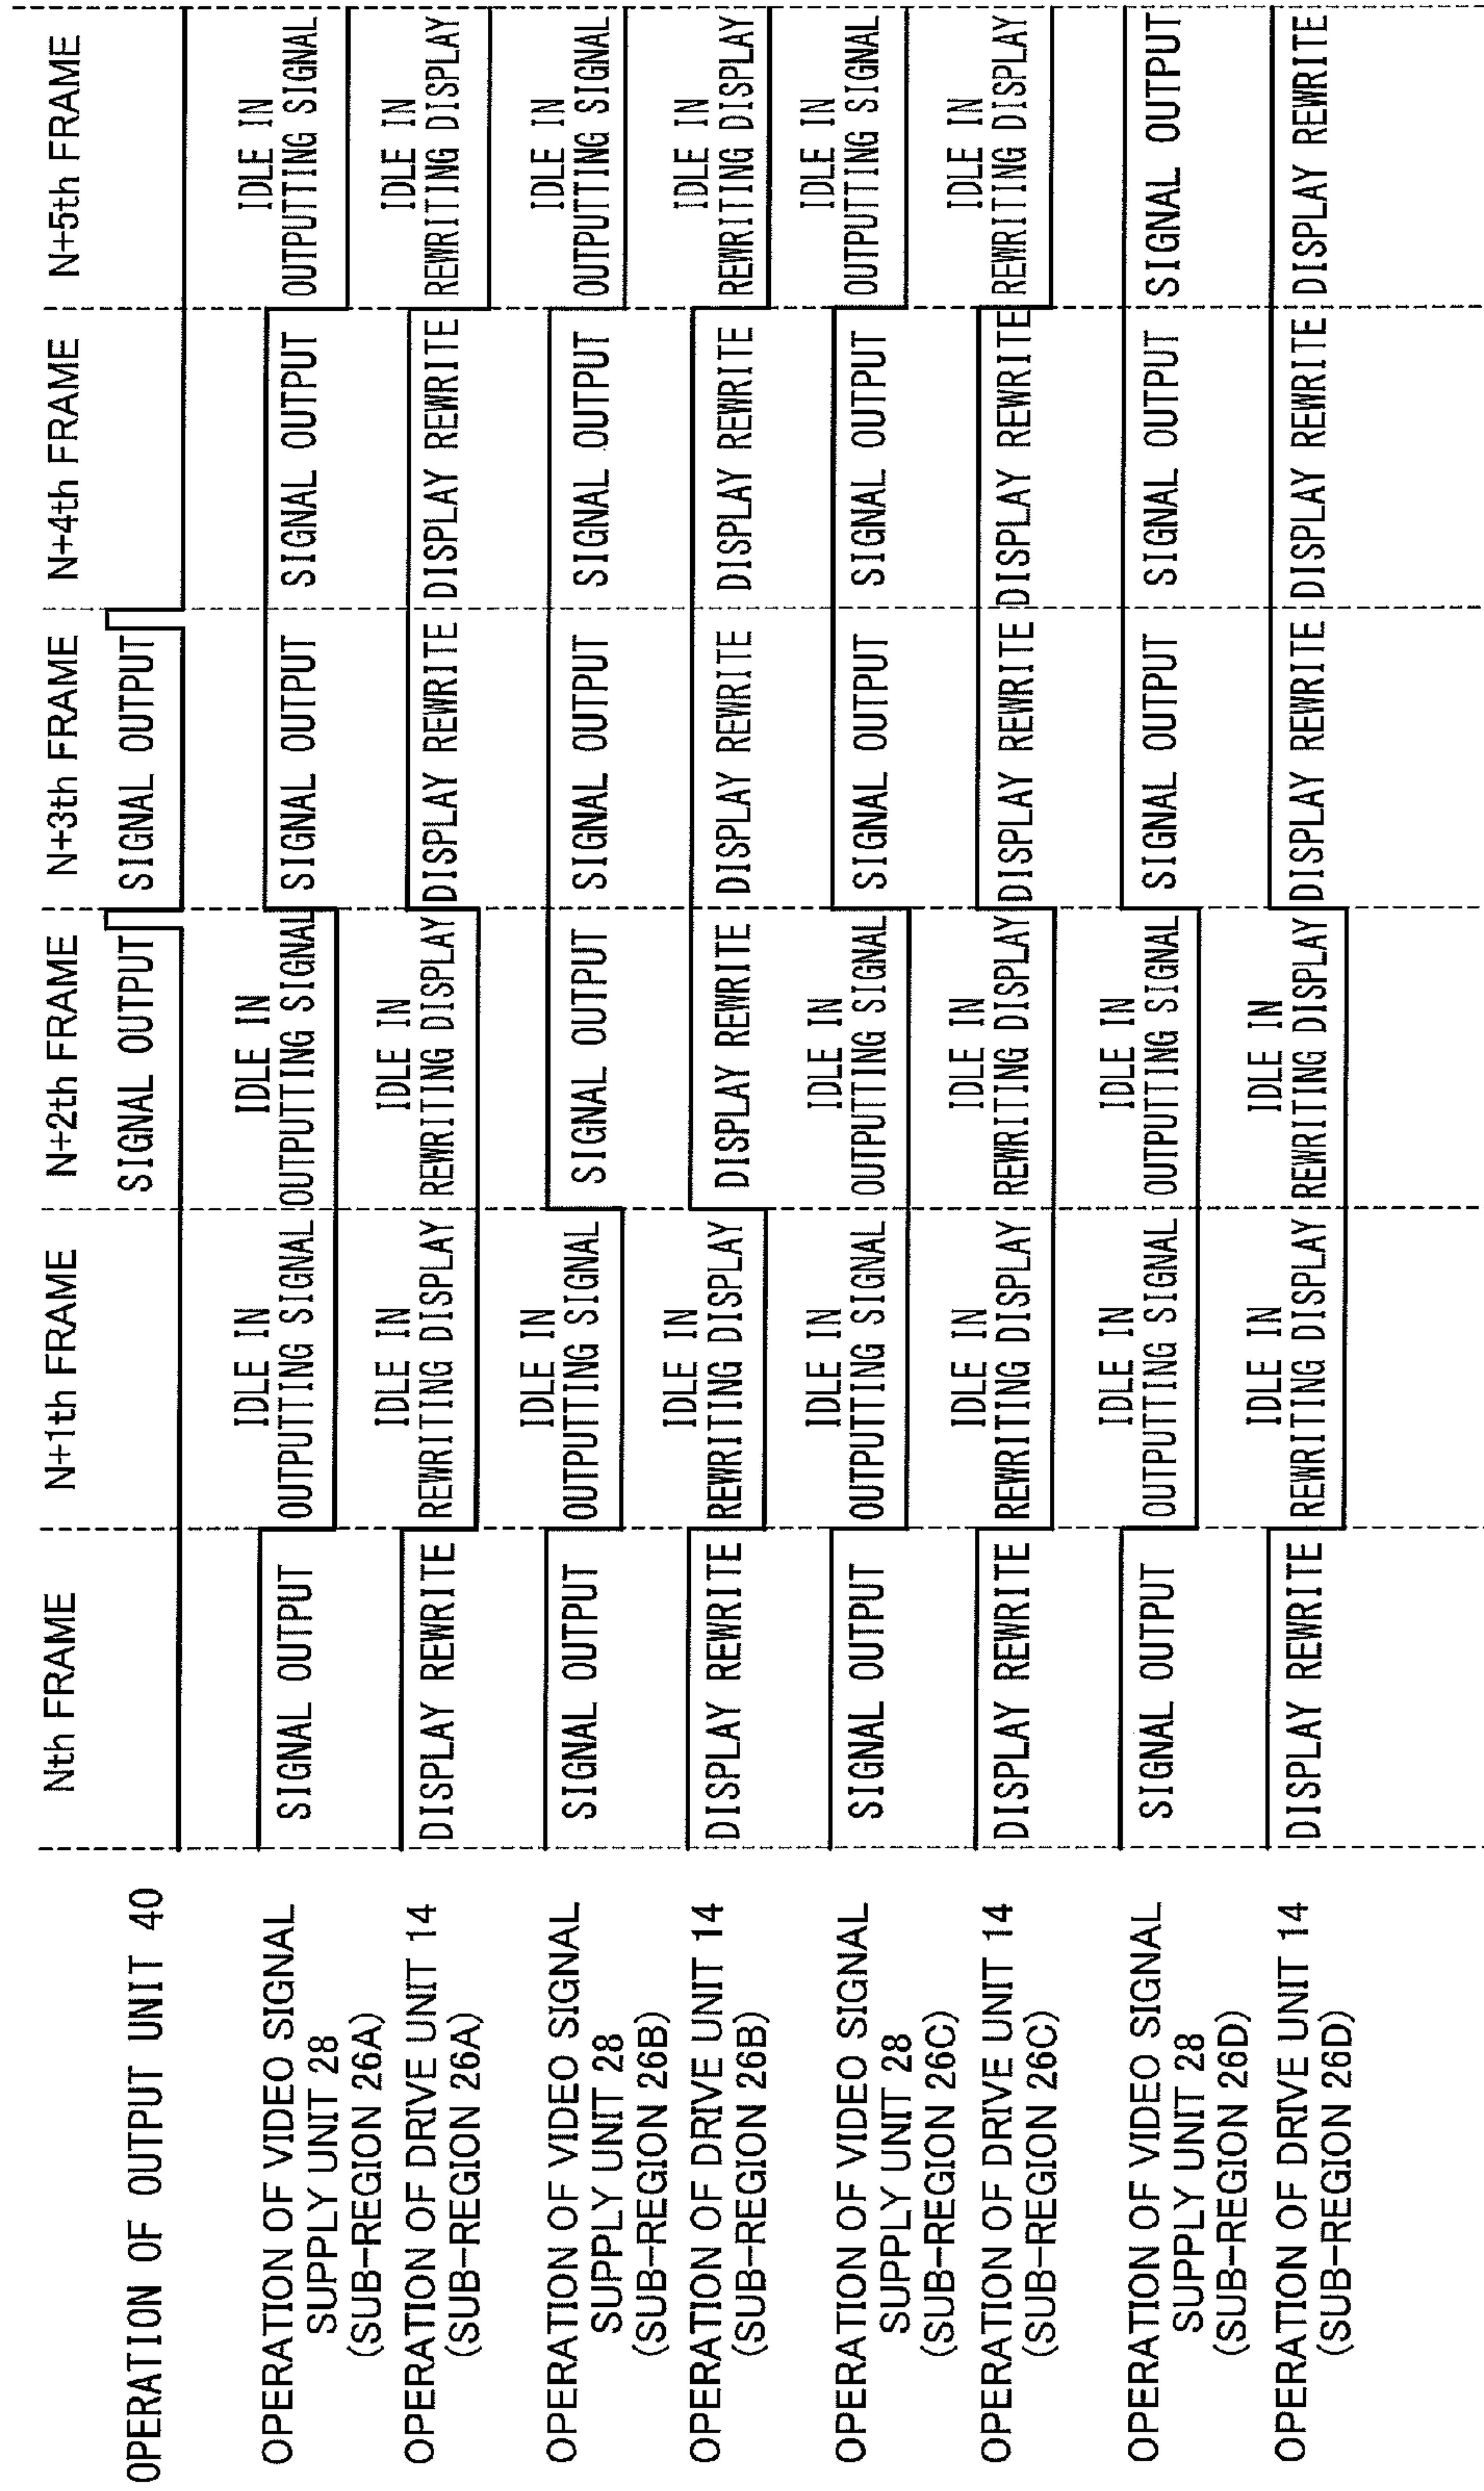 Nth FRAME N+1th FRAME N+2th FRAME N+3th FRAME N+4th FRAME N+5th FRAME
OPERATION OF OUTPUT UNIT 40
SIGNAL OUTPUT SIGNAL OUTPUT
OPERATION OF VIDEO SIGNAL
SUPPLY UNIT 28
(SUB-REGION 26A)
SIGNAL OUTPUT
IDLE IN
OUTPUTTING SIGNAL
IDLE IN
OUTPUTTING SIGNAL
SIGNAL OUTPUT
SIGNAL OUTPUT
IDLE IN
OUTPUTTING SIGNAL
OPERATION OF DRIVE UNIT 14
(SUB-REGION 26A)
DISPLAY REWRITE
IDLE IN
REWRITING DISPLAY
IDLE IN
REWRITING DISPLAY
DISPLAY REWRITE
DISPLAY REWRITE
IDLE IN
REWRITING DISPLAY
OPERATION OF VIDEO SIGNAL
SUPPLY UNIT 28
(SUB-REGION 26B)
SIGNAL OUTPUT
IDLE IN
OUTPUTTING SIGNAL
SIGNAL OUTPUT
SIGNAL OUTPUT
SIGNAL OUTPUT
IDLE IN
OUTPUTTING SIGNAL
OPERATION OF DRIVE UNIT 14
(SUB-REGION 26B)
DISPLAY REWRITE
IDLE IN
REWRITING DISPLAY
DISPLAY REWRITE
DISPLAY REWRITE
DISPLAY REWRITE
IDLE IN
REWRITING DISPLAY
OPERATION OF VIDEO SIGNAL
SUPPLY UNIT 28
(SUB-REGION 26C)
SIGNAL OUTPUT
IDLE IN
OUTPUTTING SIGNAL
IDLE IN
OUTPUTTING SIGNAL
SIGNAL OUTPUT
SIGNAL OUTPUT
IDLE IN
OUTPUTTING SIGNAL
OPERATION OF DRIVE UNIT 14
(SUB-REGION 26C)
DISPLAY REWRITE
IDLE IN
REWRITING DISPLAY
IDLE IN
REWRITING DISPLAY
DISPLAY REWRITE
DISPLAY REWRITE
IDLE IN
REWRITING DISPLAY
OPERATION OF VIDEO SIGNAL
SUPPLY UNIT 28
(SUB-REGION 26D)
SIGNAL OUTPUT
IDLE IN
OUTPUTTING SIGNAL
IDLE IN
OUTPUTTING SIGNAL
SIGNAL OUTPUT
SIGNAL OUTPUT
SIGNAL OUTPUT
OPERATION OF DRIVE UNIT 14
(SUB-REGION 26D)
DISPLAY REWRITE
IDLE IN
REWRITING DISPLAY
IDLE IN
REWRITING DISPLAY
DISPLAY REWRITE
DISPLAY REWRITE
DISPLAY REWRITE